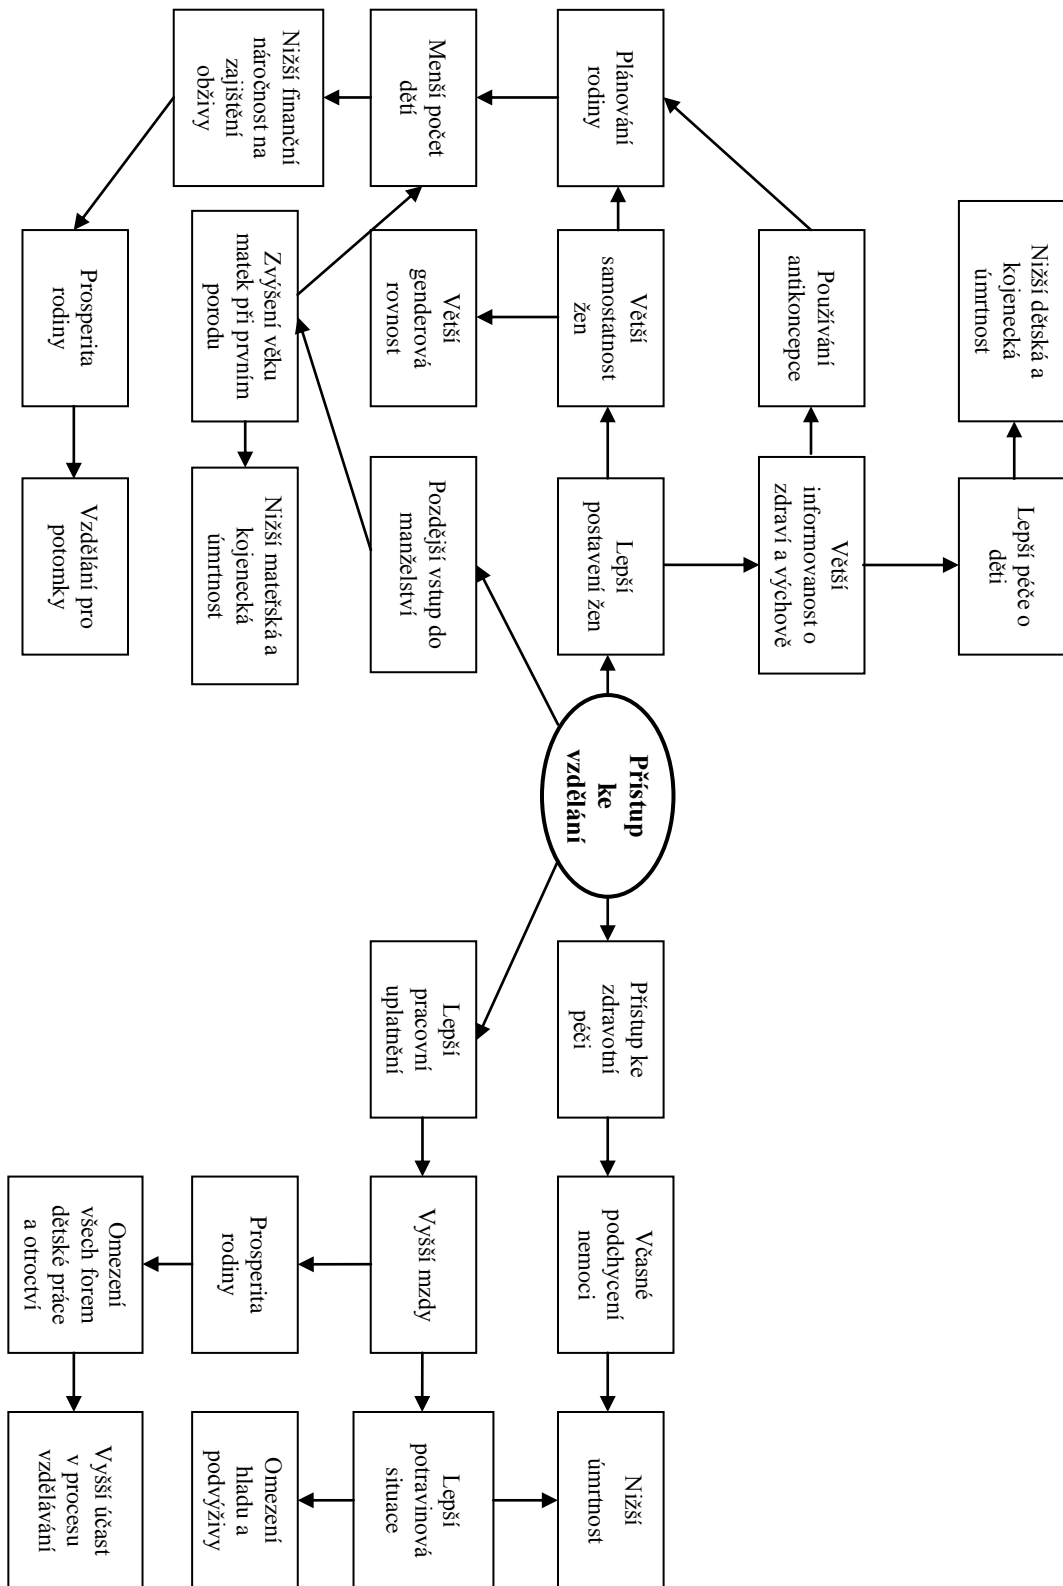 Nižší dětská a
kojenecká
úmrtnost
Lepší péče o
děti
Používání
antikoncepce
Větší
informovanost o
zdraví a výchově
Plánování
rodiny
Větší
samostatnost
žen
Lepší
postavení žen
Přístup
ke
vzdělání
Přístup ke
zdravotní
péči
Včasné
podchycení
nemoci
Nižší
úmrtnost
Menší počet
dětí
Větší
genderová
rovnost
Pozdější vstup do
manželství
Lepší
pracovní
uplatnění
Vyšší mzdy
Lepší
potravinová
situace
Nižší finanční
náročnost na
zajištění
obživy
Zvýšení věku
matek při prvním
porodu
Nižší mateřská a
kojenecká
úmrtnost
Prosperita
rodiny
Omezení
hladu a
podvýživy
Prosperita
rodiny
Vzdělání pro
potomky
Omezení
všech forem
dětské práce
a otroctví
Vyšší účast
v procesu
vzdělávání